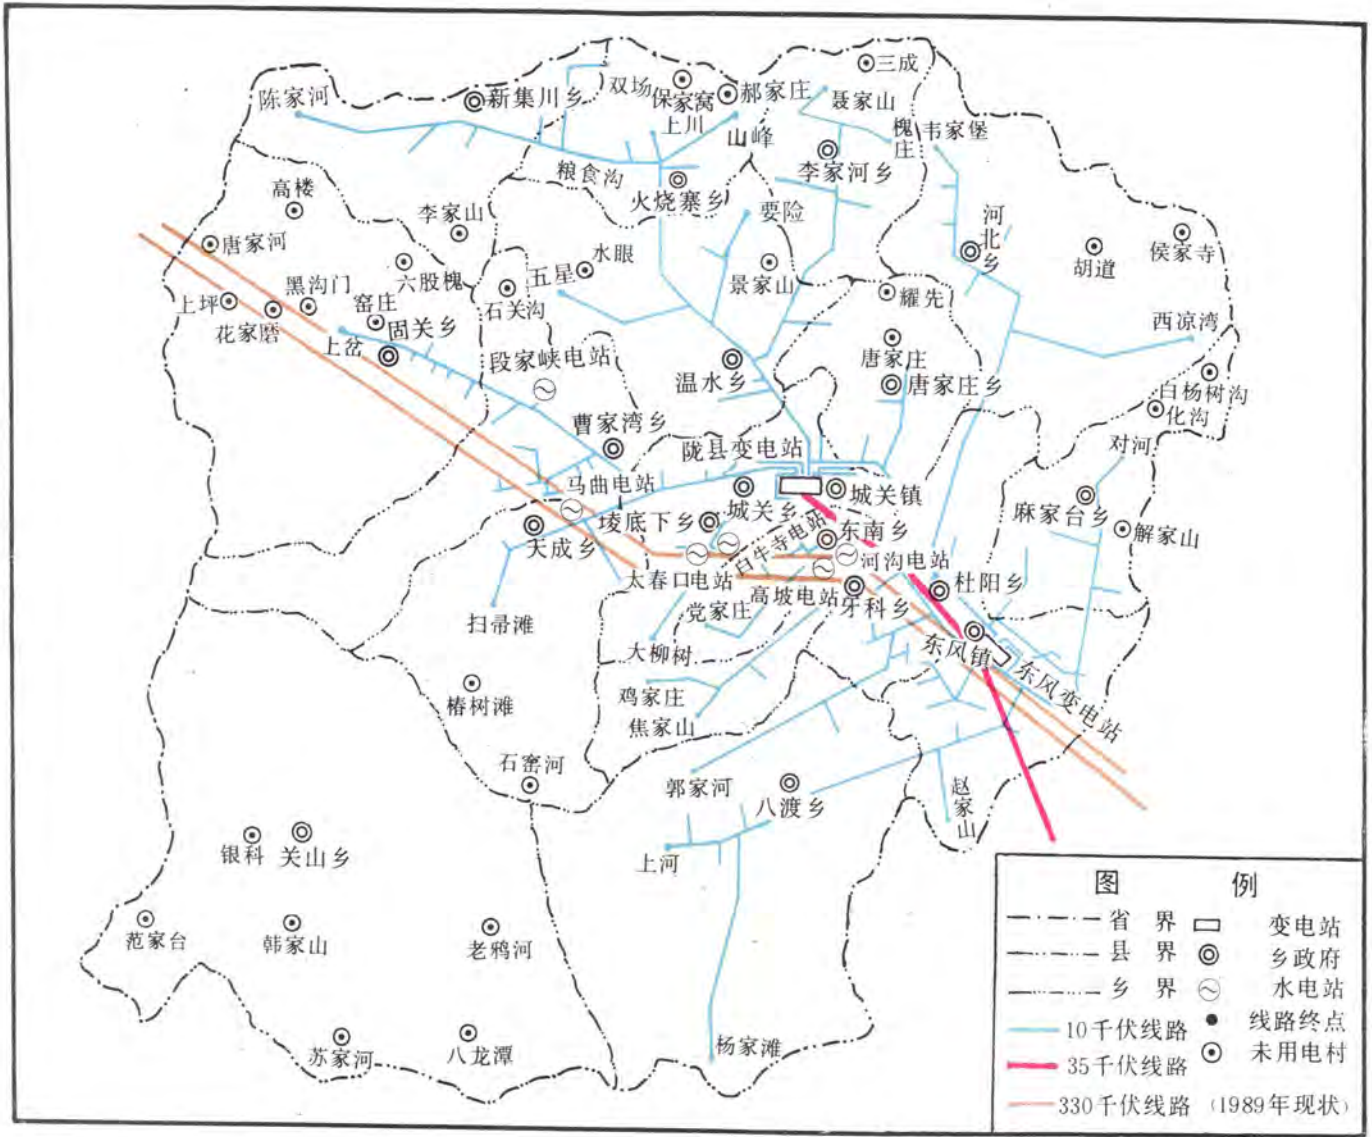 三成
双场
保家窝
郝家庄
聂家山
陈家河
新集川乡
上川
山峰
槐庄
韦家堡
粮食沟
火烧寨乡
李家河乡
高楼
李家山
要险
河北乡
唐家河
水眼
五星
景家山
胡道
侯家寺
六股槐
黑沟门
窑庄
石关沟
耀先
上坪
花家磨
固关乡
上岔
西凉湾
段家峡电站
温水乡
唐家庄
唐家庄乡
白杨树沟
化沟
曹家湾乡
陇县变电站
对河
马曲电站
城关乡
城关镇
麻家台乡
埝底下乡
天成乡
白牛寺电站
东南乡
解家山
河沟电站
太春口电站
高坡电站
牙科乡
杜阳乡
扫帚滩
党家庄
大柳树
东风镇
东风变电站
椿树滩
鸡家庄
焦家山
石窑河
郭家河
八渡乡
赵家山
银科
关山乡
上河
范家台
韩家山
老鸦河
苏家河
八龙潭
杨家滩
图 例
省 界 变电站
县 界 乡政府
乡 界 水电站
10千伏线路 线路终点
35千伏线路 未用电村
330千伏线路 (1989年现状)